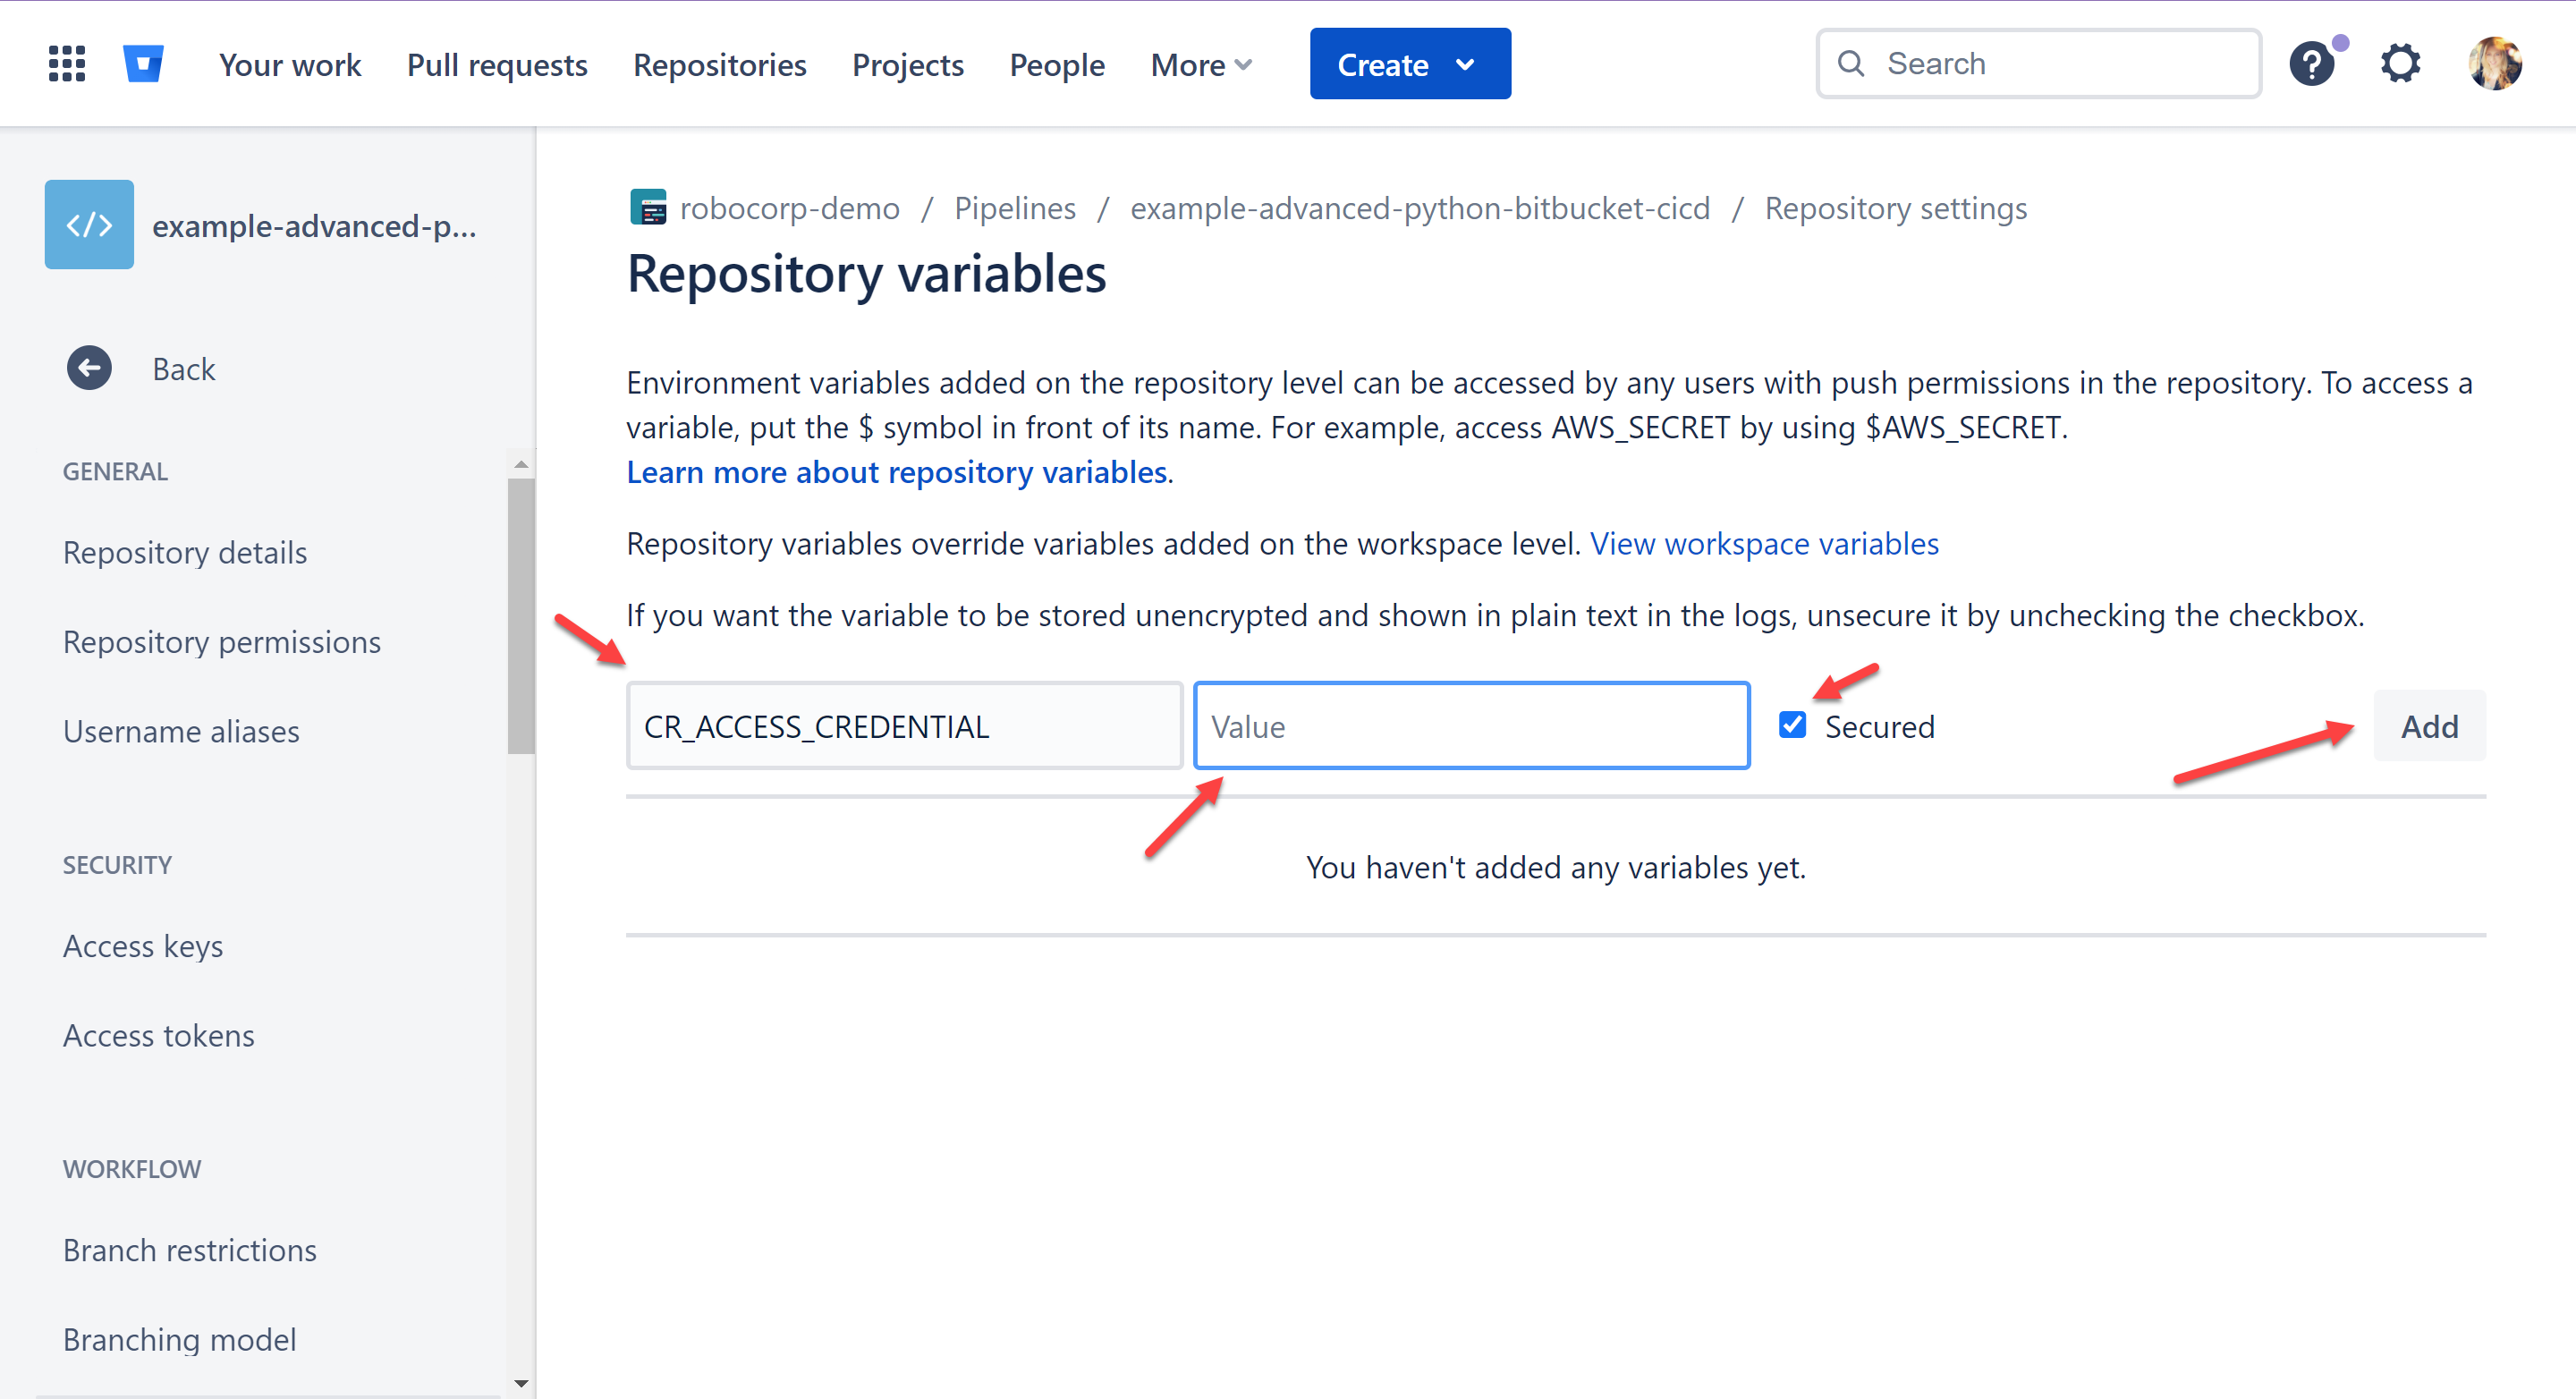 Your work Pull requests Repositories Projects People More Create Search
</>
example-advanced-p...
Back
GENERAL
Repository details
Repository permissions
Username aliases
SECURITY
Access keys
Access tokens
WORKFLOW
Branch restrictions
Branching model
robocorp-demo / Pipelines / example-advanced-python-bitbucket-cicd / Repository settings
Repository variables
Environment variables added on the repository level can be accessed by any users with push permissions in the repository. To access a
variable, put the $ symbol in front of its name. For example, access AWS_SECRET by using $AWS_SECRET.
Learn more about repository variables.
Repository variables override variables added on the workspace level. View workspace variables
If you want the variable to be stored unencrypted and shown in plain text in the logs, unsecure it by unchecking the checkbox.
CR_ACCESS_CREDENTIAL Value Secured Add
You haven't added any variables yet.